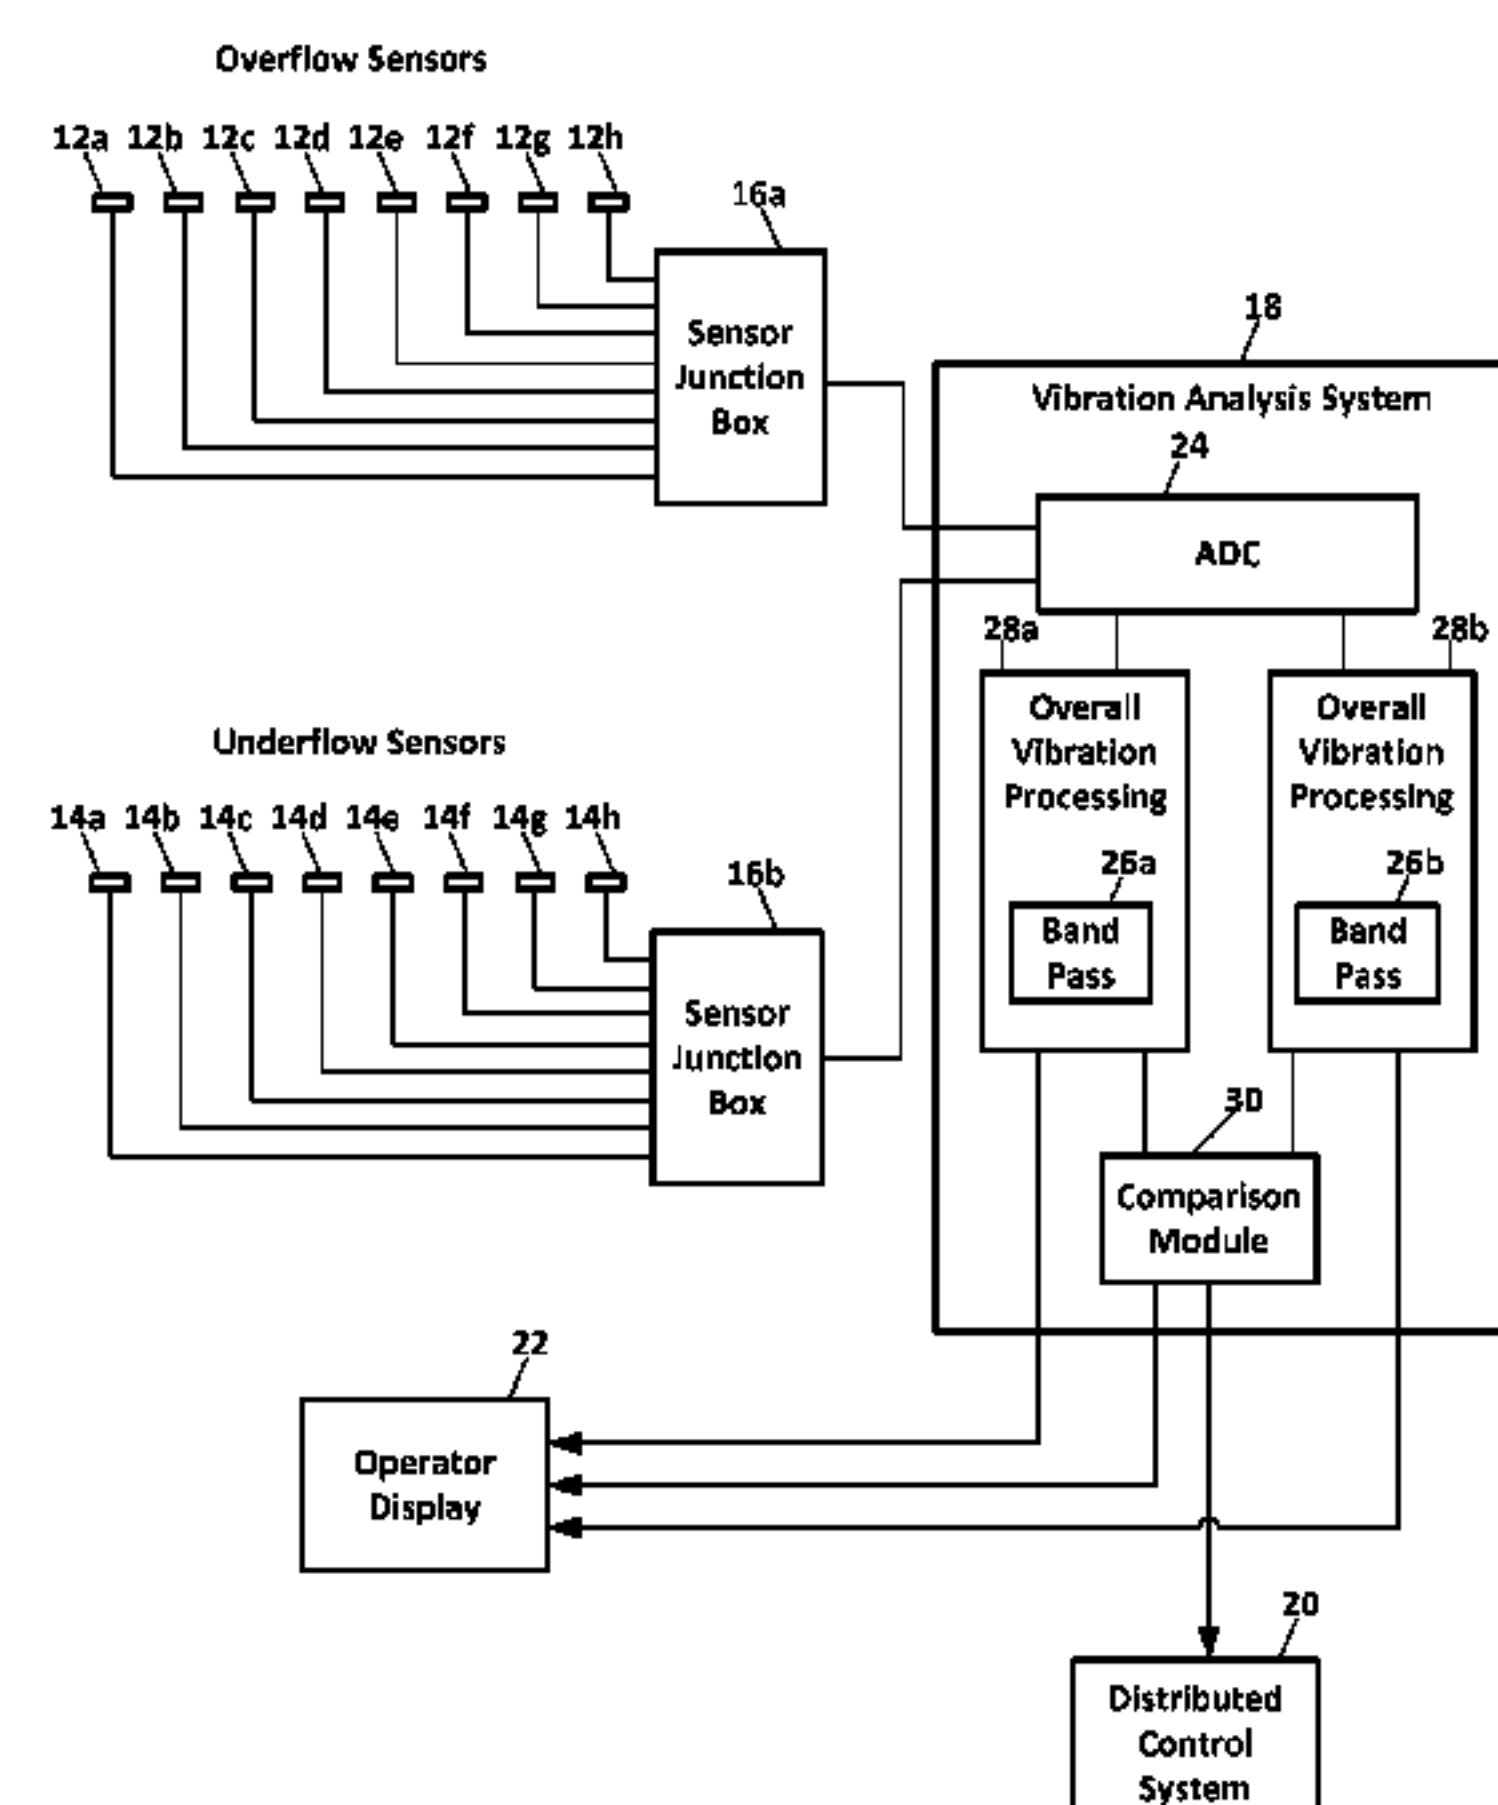 Overflow Sensors
12a 12b 12c 12d 12e 12f 12g 12h
16a
Sensor
Junction
Box
18
Vibration Analysis System
24
ADC
28a 28b
Overall
Vibration
Processing
26a
Band
Pass
Overall
Vibration
Processing
26b
Band
Pass
Underflow Sensors
14a 14b 14c 14d 14e 14f 14g 14h
16b
Sensor
Junction
Box
30
Comparison
Module
22
Operator
Display
20
Distributed
Control
System